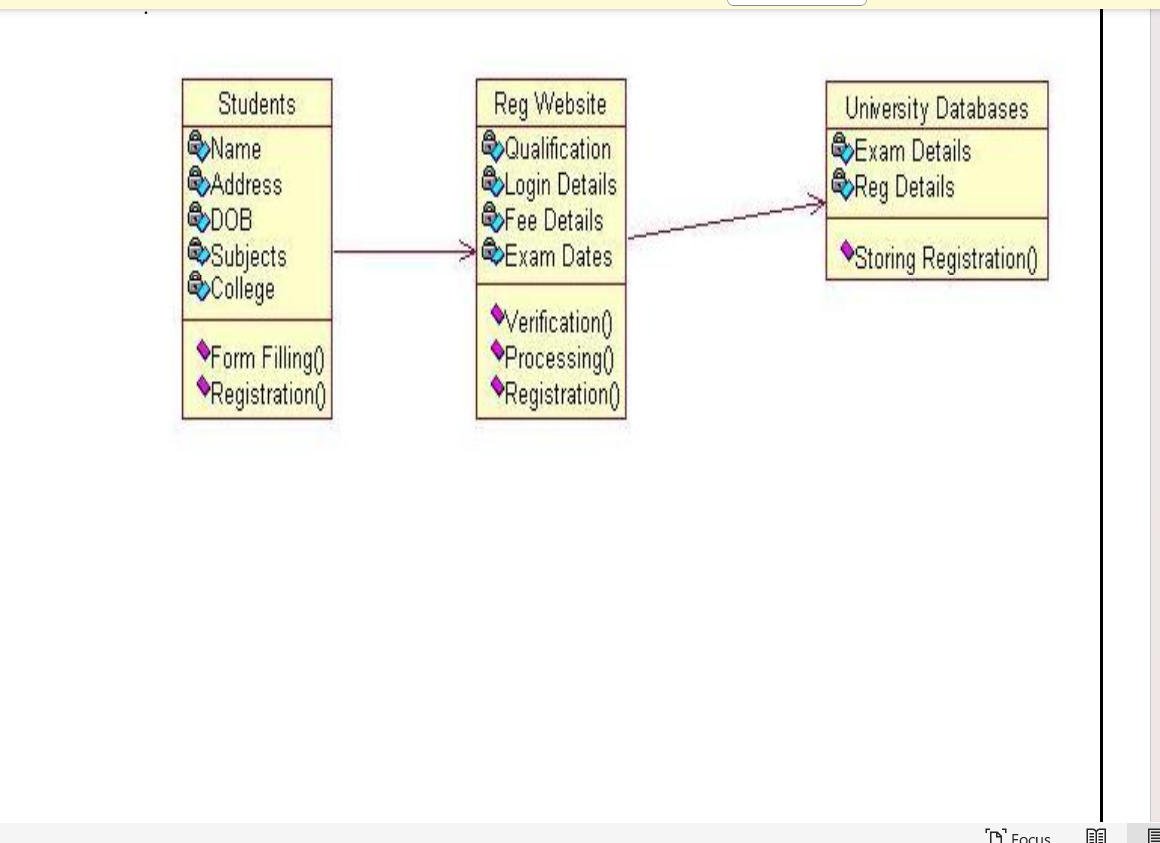 Students
Name
Address
DOB
Subjects
College
Form Filling()
Registration()
Reg Website
Qualification
Login Details
Fee Details
Exam Dates
Verification()
Processing()
Registration()
University Databases
Exam Details
Reg Details
Storing Registration()
Focus